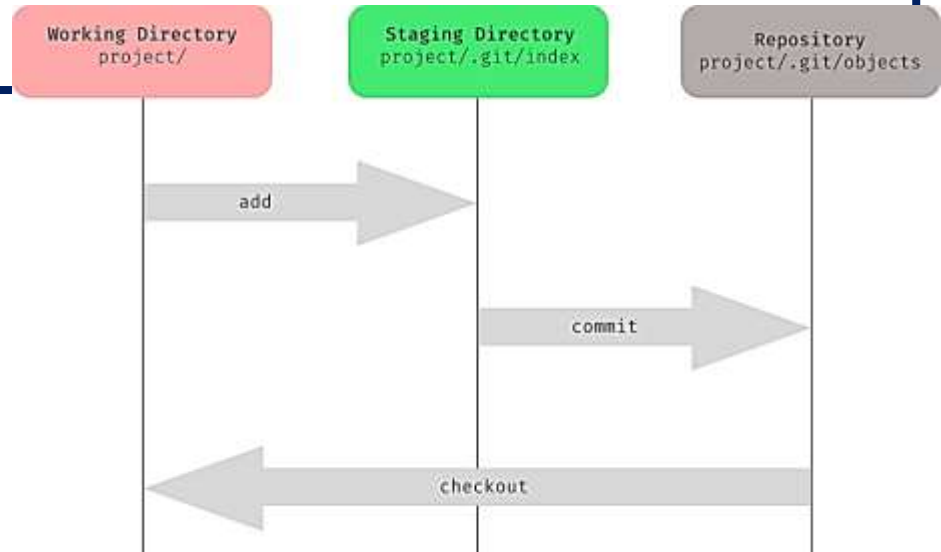 Working Directory
project/
Staging Directory
project/.git/index
Repository
project/.git/objects
add
commit
checkout